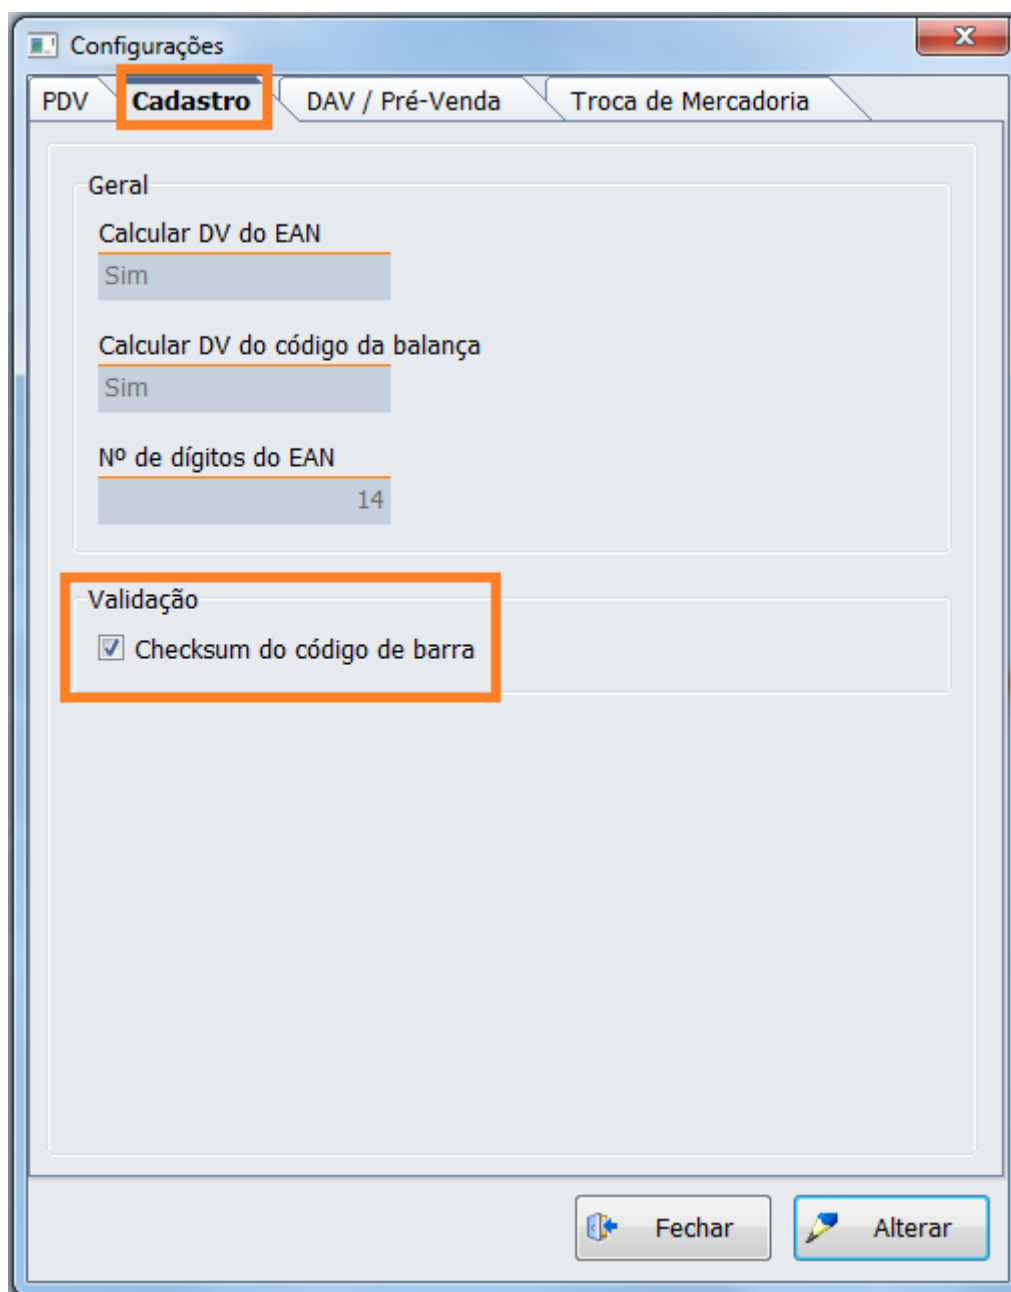 Configurações
PDV Cadastro DAV / Pré-Venda Troca de Mercadoria
Geral
Calcular DV do EAN
Sim
Calcular DV do código da balança
Sim
Nº de dígitos do EAN
14
Validação
Checksum do código de barra
Fechar Alterar